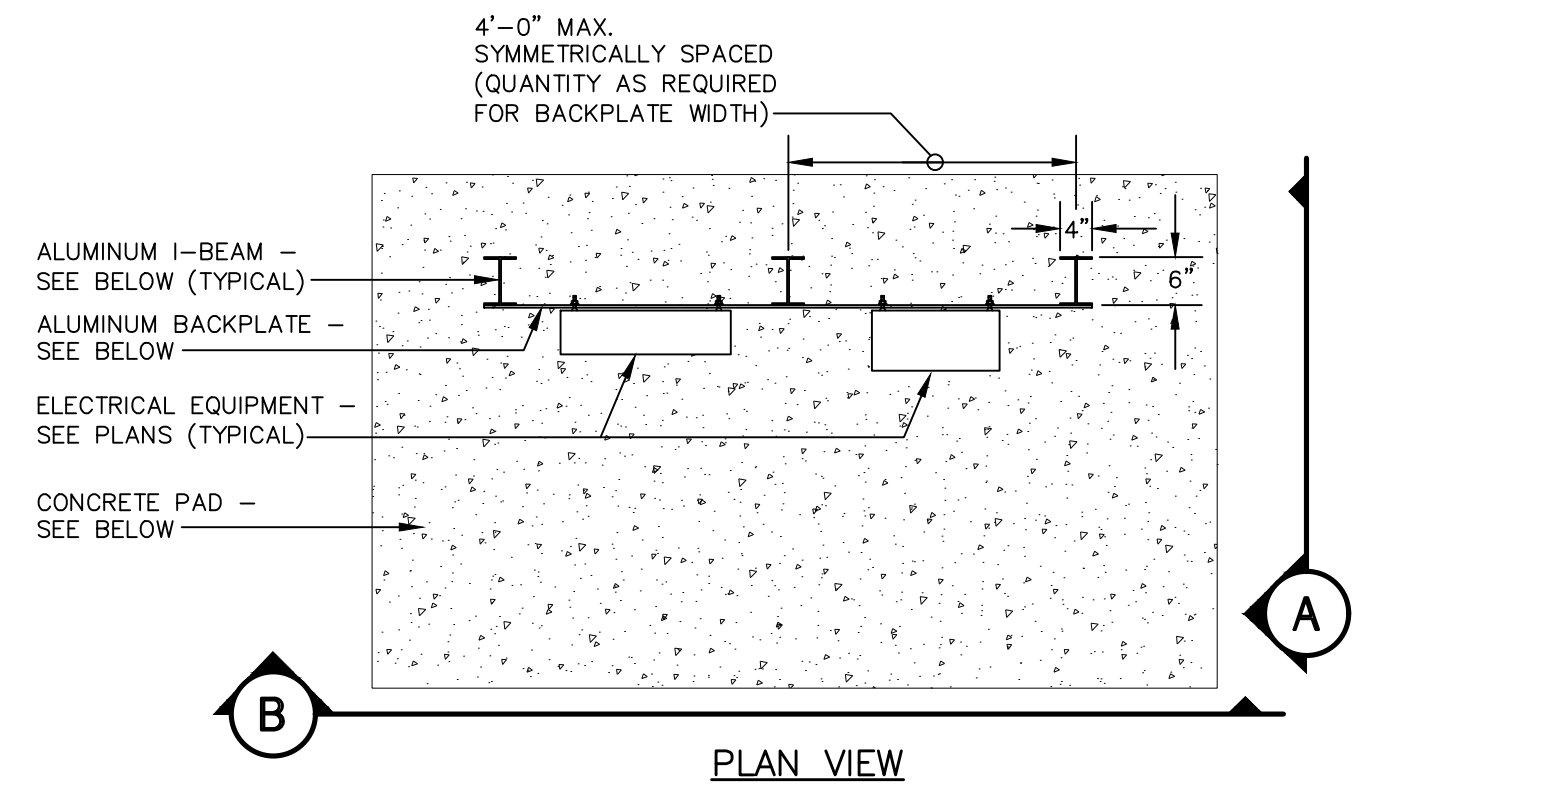 4'-0" MAX.
SYMMETRICALLY SPACED
(QUANTITY AS REQUIRED
FOR BACKPLATE WIDTH)
4"
6"
ALUMINUM I-BEAM -
SEE BELOW (TYPICAL)
ALUMINUM BACKPLATE -
SEE BELOW
ELECTRICAL EQUIPMENT -
SEE PLANS (TYPICAL)
CONCRETE PAD -
SEE BELOW
A
B
PLAN VIEW